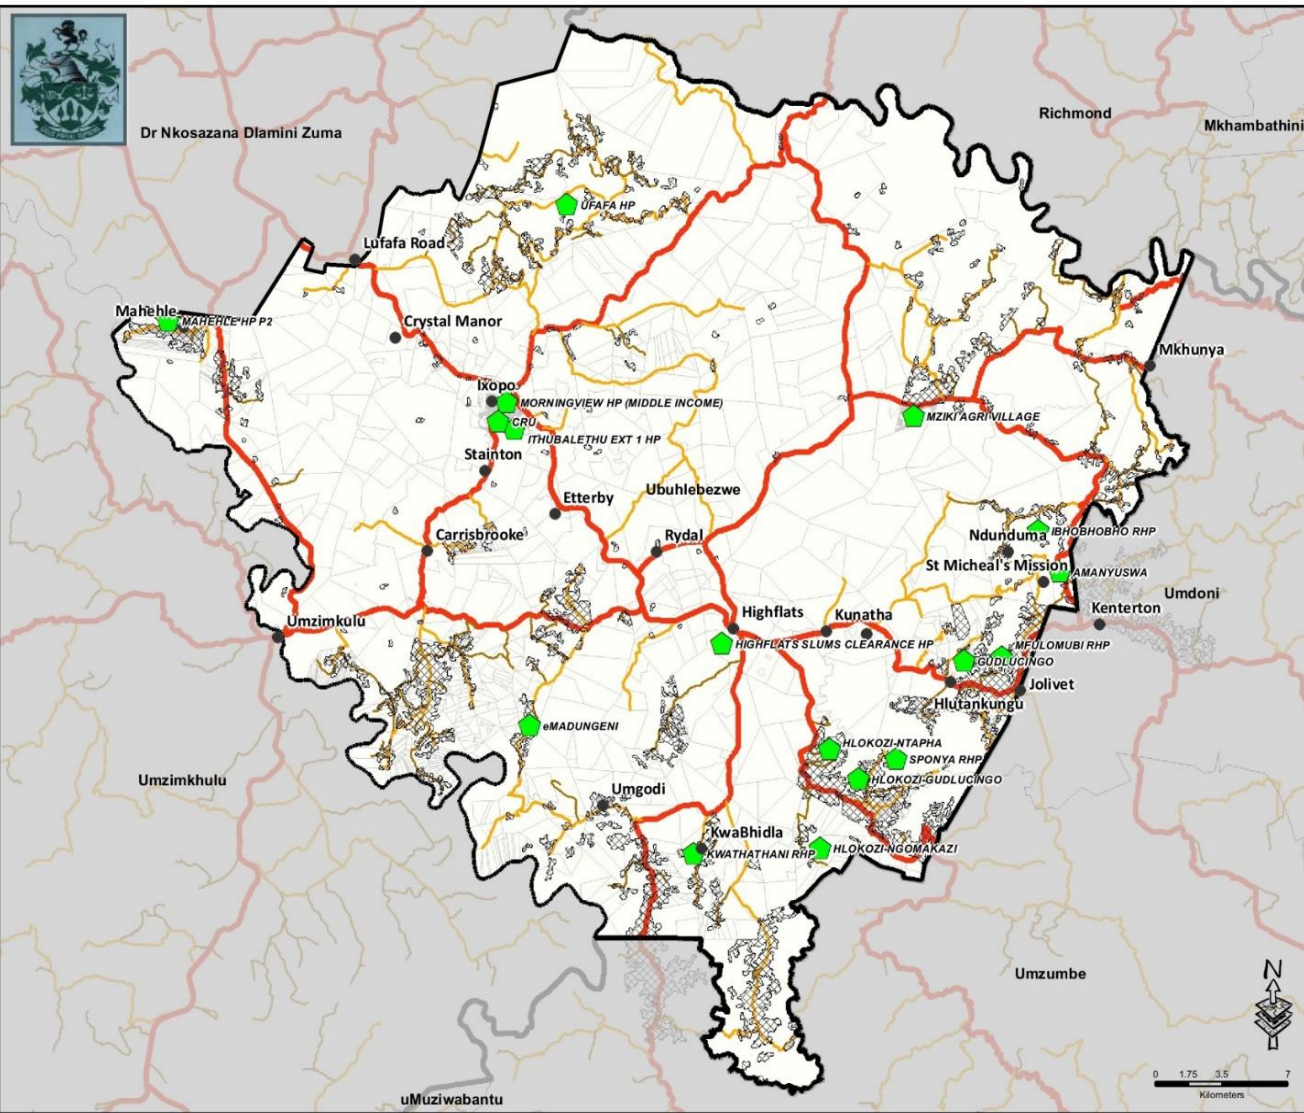 Richmond
Mkhambathini
Dr Nkosazana Dlamini Zuma
UFAFA HP
Lufafa Road
Mahehle
MAHEHLE HP P2
Crystal Manor
Mkhunya
Ixopo
MORNINGVIEW HP (MIDDLE INCOME)
MZIKI AGRI VILLAGE
CRU
ITHUBALETHU EXT 1 HP
Stainton
Ubuhlebezwe
Etterby
Carrisbrooke
Rydal
Ndunduma
IBHOBHOBHO RHP
St Micheal's Mission
AMANYUSWA
Umdoni
Kenterton
Umzimkulu
Highflats
Kunatha
HIGHFLATS SLUMS CLEARANCE HP
MFULOMUBI RHP
GUDLUCINGO
Jolivet
Hlutankungu
eMADUNGENI
HLOKOZI-NTAPHA
SPONYA RHP
Umzimkhulu
HLOKOZI-GUDLUCINGO
Umgodi
KwaBhidla
KWATHATHANI RHP
HLOKOZI-NGOMAKAZI
Umzumbe
N
0 1.75 3.5 7
Kilometers
uMuziwabantu